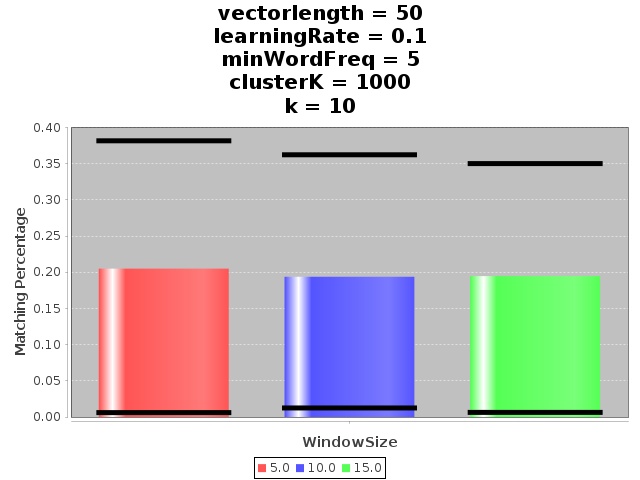 vectorlength = 50
learningRate = 0.1
minWordFreq = 5
clusterK = 1000
k = 10
0.40
0.35
0.30
0.25
0.20
0.15
0.10
0.05
0.00
Matching Percentage
WindowSize
5.0 10.0 15.0